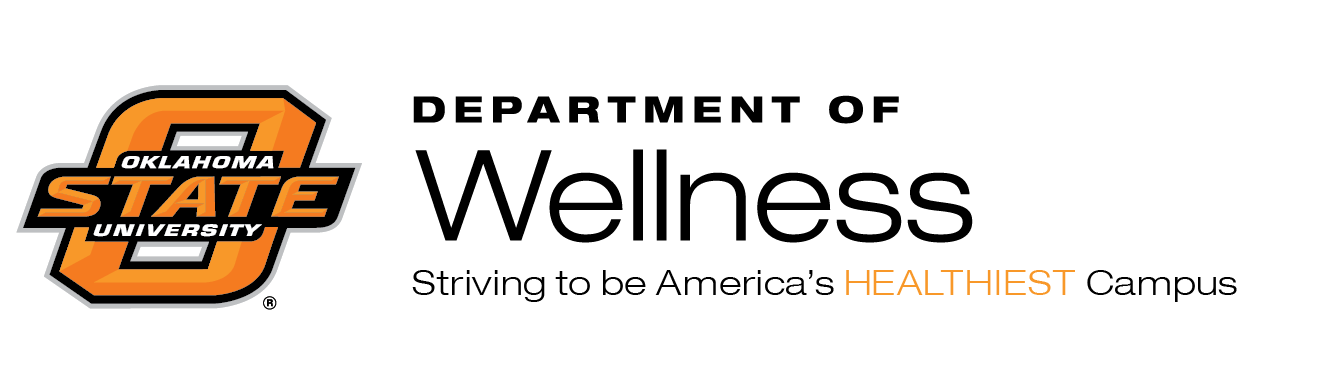 OKLAHOMA
STATE
UNIVERSITY
®
DEPARTMENT OF
Wellness
Striving to be America’s HEALTHIEST Campus